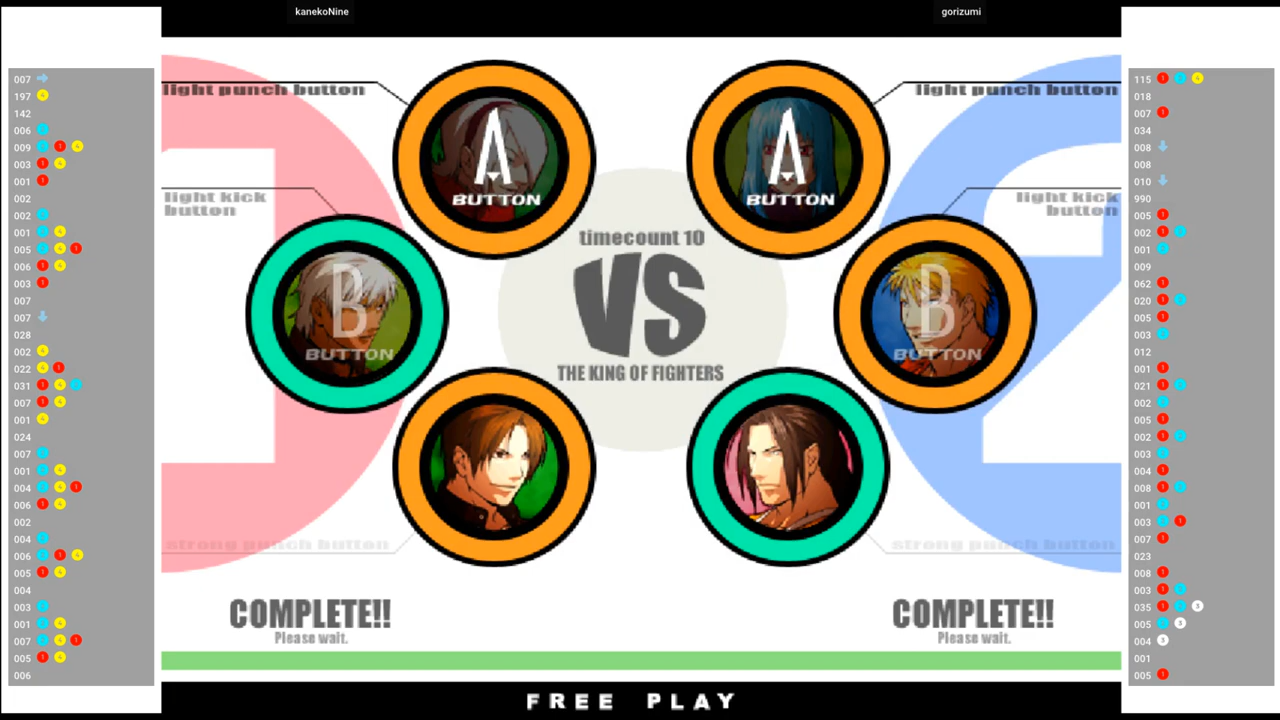 kanekoNine
gorizumi
light punch button
light punch button
A
BUTTON
A
BUTTON
light kick
button
light kick
button
timecount 10
VS
THE KING OF FIGHTERS
B
BUTTON
B
BUTTON
strong punch button
strong punch button
COMPLETE!!
Please wait.
COMPLETE!!
Please wait.
FREE PLAY
007
197
142
006
009
003
001
002
002
001
005
006
003
007
007
028
002
022
031
007
001
024
007
001
004
006
002
004
006
005
004
003
001
007
005
006
115
018
007
034
008
008
010
990
005
002
001
009
062
020
005
003
012
001
021
002
005
002
003
004
008
001
003
007
023
008
003
035
005
004
001
005